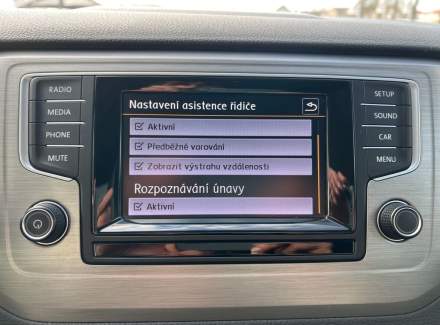 RADIO
MEDIA
PHONE
MUTE
Nastavení asistence řidiče
Aktivní
Předběžné varování
Zobrazit výstrahu vzdálenosti
Rozpoznávání únavy
Aktivní
SETUP
SOUND
CAR
MENU